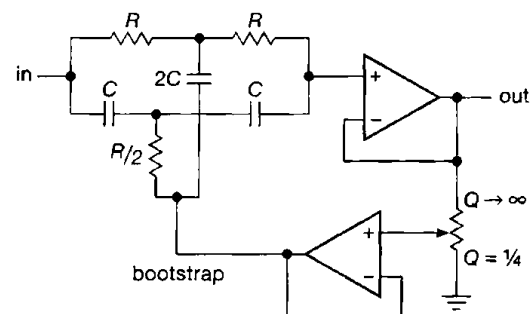 R
R
in
2C
C
C
+
−
out
R/2
Q → ∞
+
−
Q = ¼
bootstrap